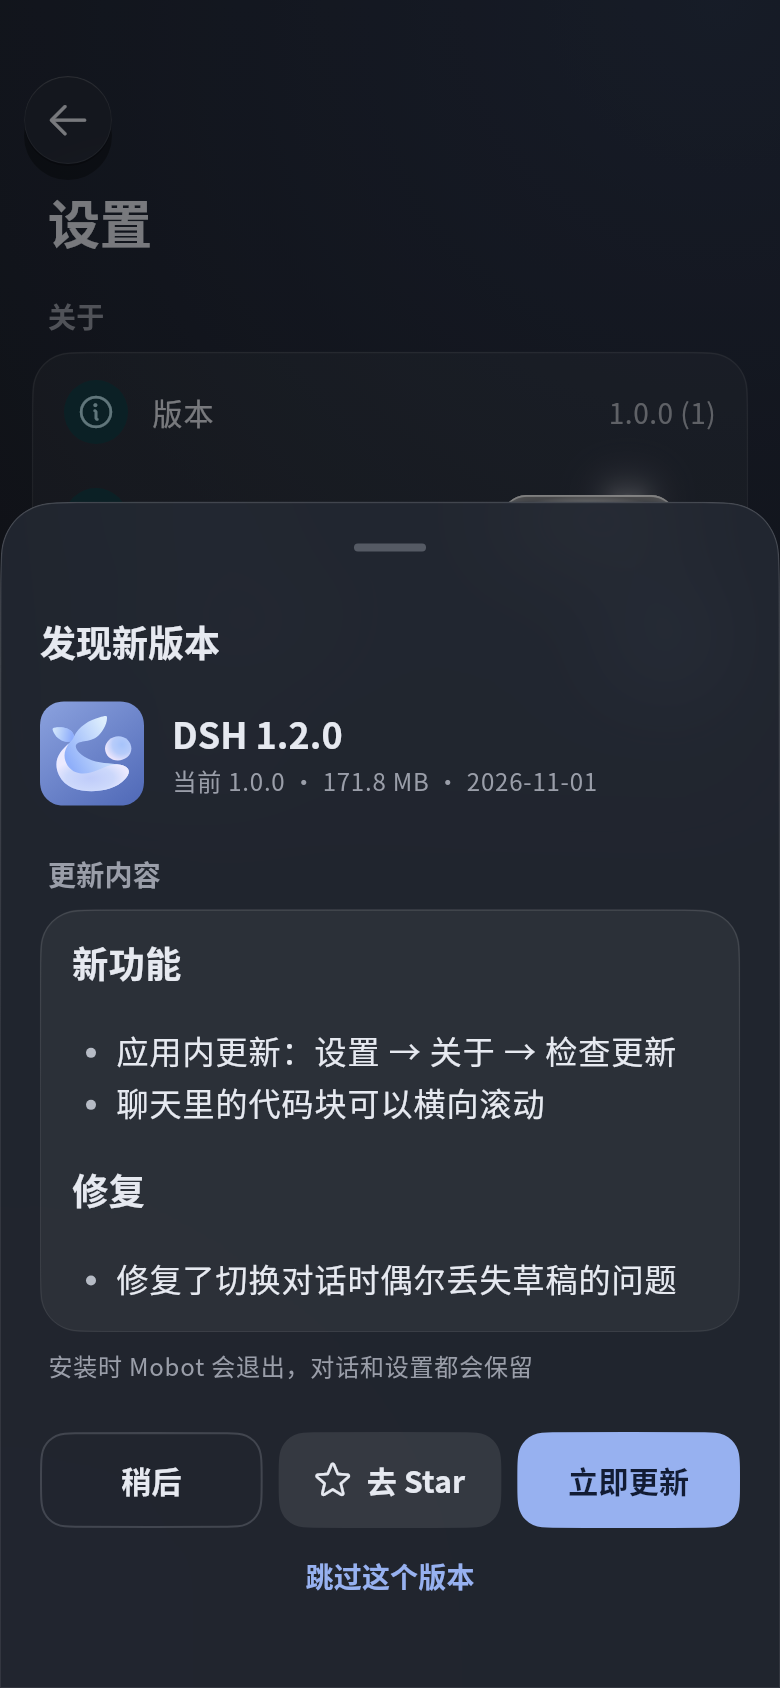 设置
关于
版本 1.0.0 (1)
发现新版本
DSH 1.2.0
当前 1.0.0 · 171.8 MB · 2026-11-01
更新内容
新功能
• 应用内更新：设置 → 关于 → 检查更新
• 聊天里的代码块可以横向滚动
修复
• 修复了切换对话时偶尔丢失草稿的问题
安装时 Mobot 会退出，对话和设置都会保留
稍后 去 Star 立即更新
跳过这个版本